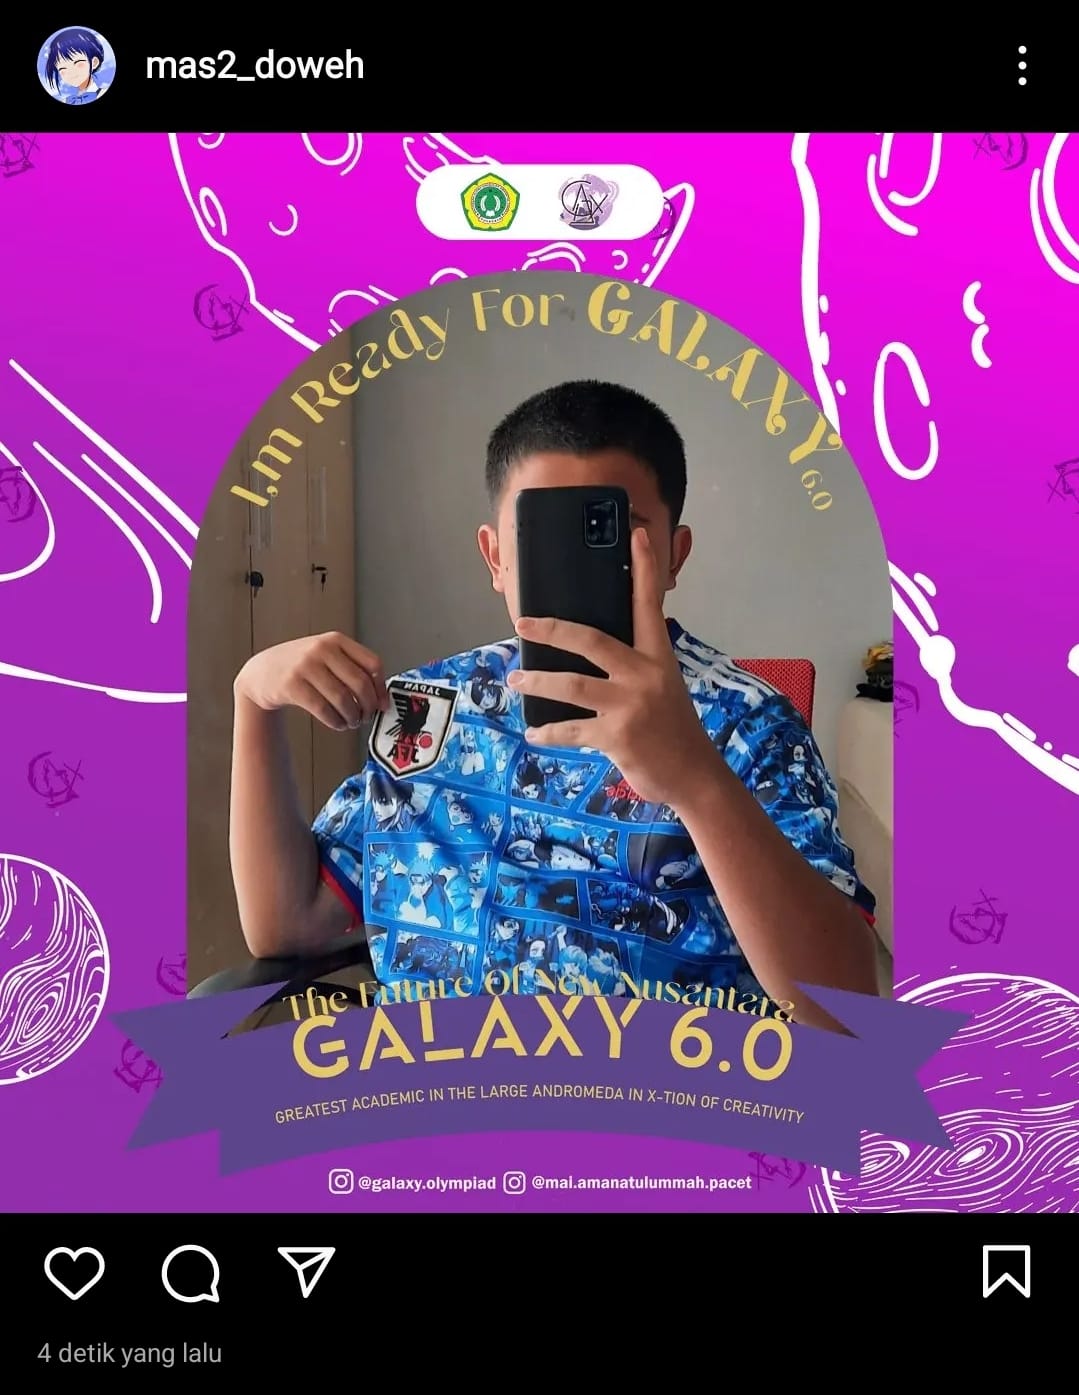 mas2_doweh
I,m Ready For GALAXY 6.0
JAPAN
JFA
The Future Of New Nusantara
GALAXY 6.0
GREATEST ACADEMIC IN THE LARGE ANDROMEDA IN X-TION OF CREATIVITY
@galaxy.olympiad @mai.amanatulummah.pacet
4 detik yang lalu